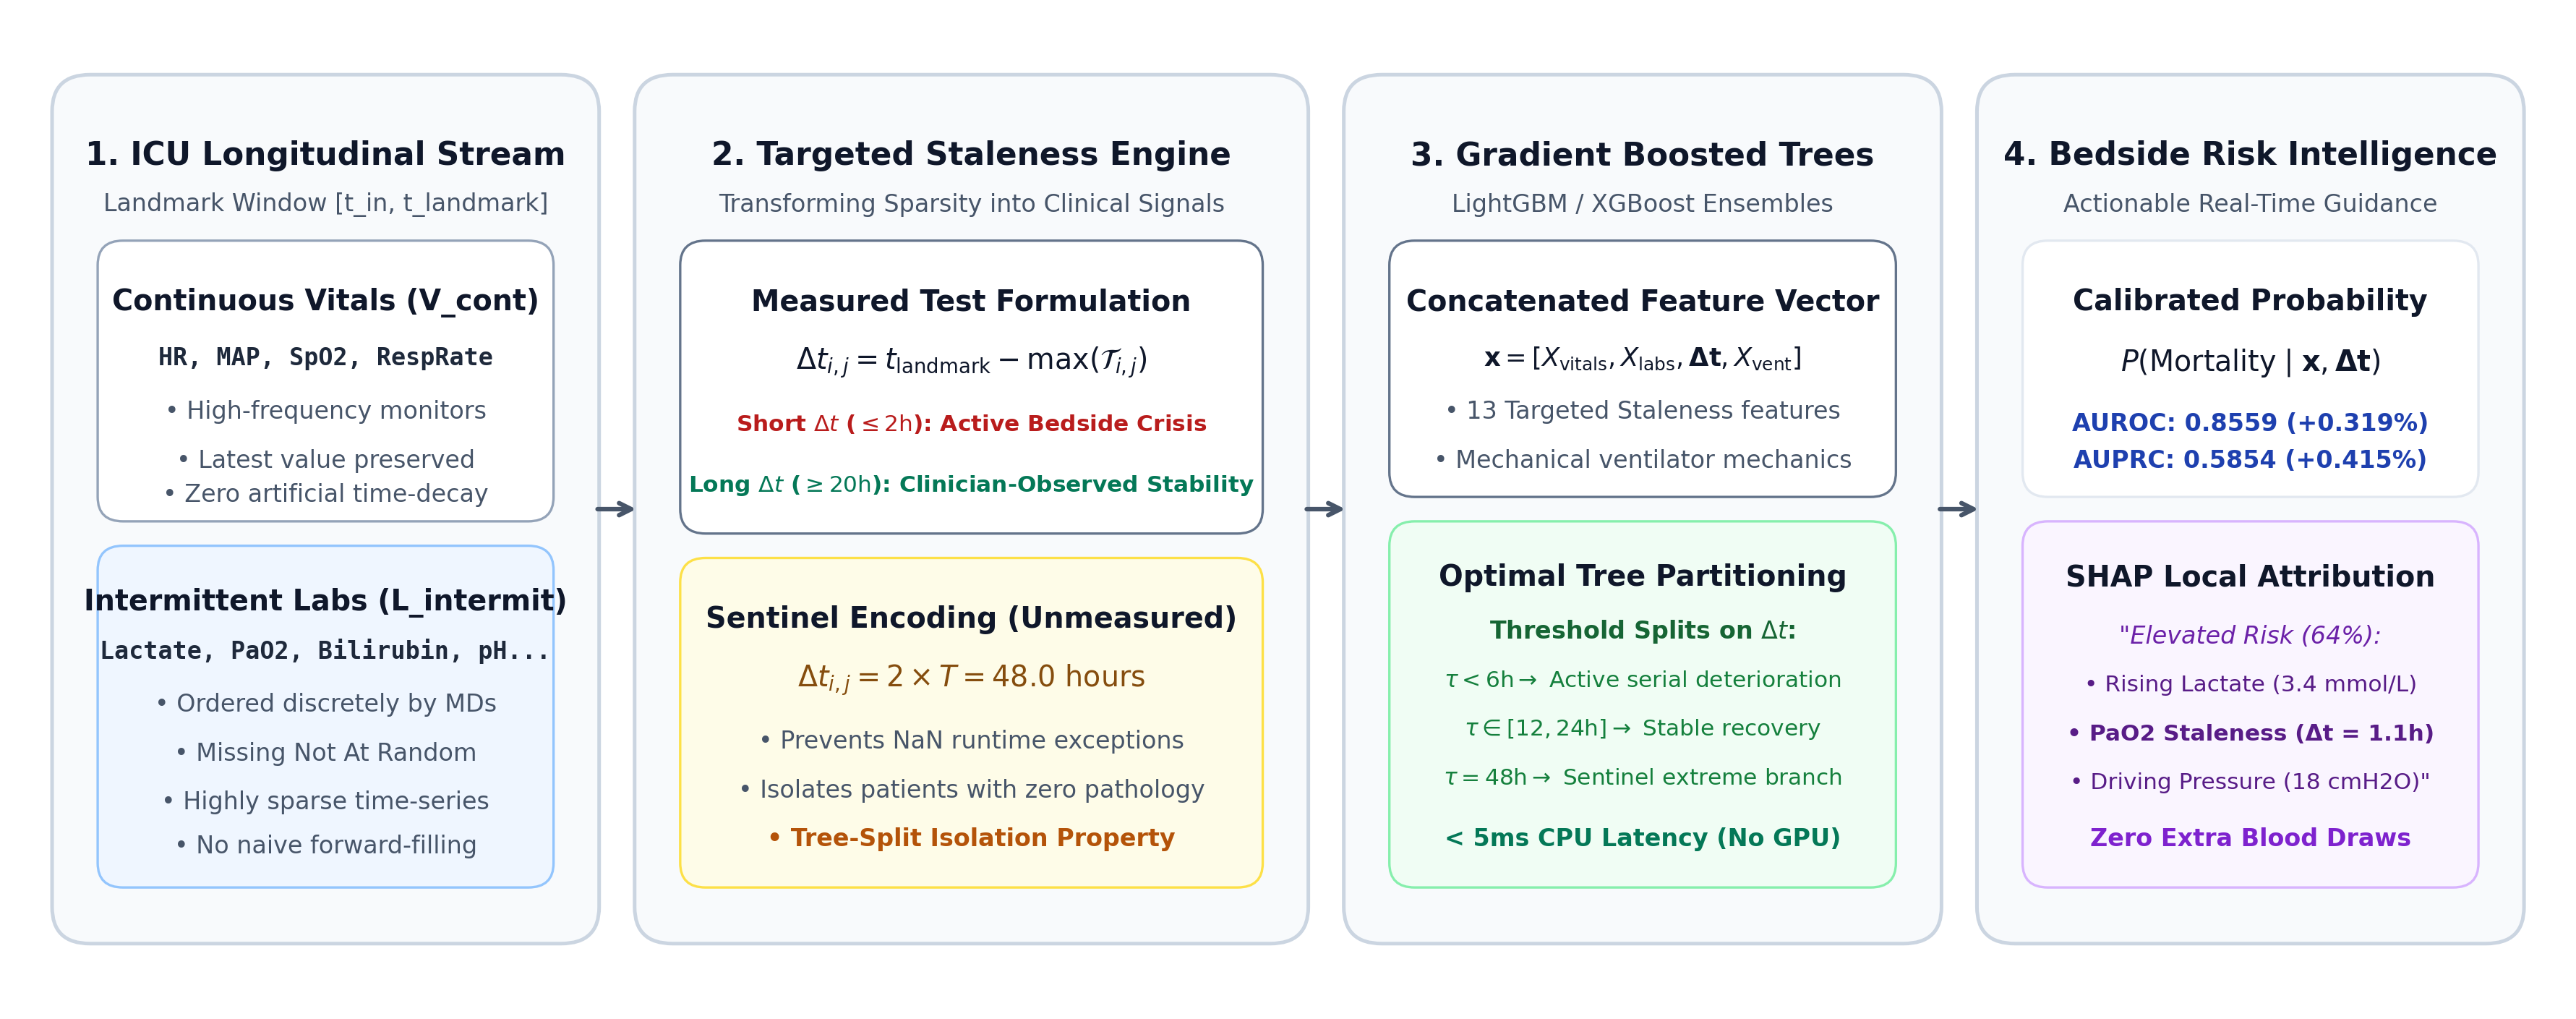 1. ICU Longitudinal Stream
Landmark Window [t_in, t_landmark]
Continuous Vitals (V_cont)
HR, MAP, SpO2, RespRate
• High-frequency monitors
• Latest value preserved
• Zero artificial time-decay
Intermittent Labs (L_intermit)
Lactate, PaO2, Bilirubin, pH...
• Ordered discretely by MDs
• Missing Not At Random
• Highly sparse time-series
• No naive forward-filling
2. Targeted Staleness Engine
Transforming Sparsity into Clinical Signals
Measured Test Formulation
Δt_{i,j} = t_landmark − max(𝒯_{i,j})
Short Δt (≤2h): Active Bedside Crisis
Long Δt (≥20h): Clinician-Observed Stability
Sentinel Encoding (Unmeasured)
Δt_{i,j} = 2 × T = 48.0 hours
• Prevents NaN runtime exceptions
• Isolates patients with zero pathology
• Tree-Split Isolation Property
3. Gradient Boosted Trees
LightGBM / XGBoost Ensembles
Concatenated Feature Vector
x = [X_vitals, X_labs, Δt, X_vent]
• 13 Targeted Staleness features
• Mechanical ventilator mechanics
Optimal Tree Partitioning
Threshold Splits on Δt:
τ < 6h → Active serial deterioration
τ ∈ [12, 24h] → Stable recovery
τ = 48h → Sentinel extreme branch
< 5ms CPU Latency (No GPU)
4. Bedside Risk Intelligence
Actionable Real-Time Guidance
Calibrated Probability
P(Mortality | x, Δt)
AUROC: 0.8559 (+0.319%)
AUPRC: 0.5854 (+0.415%)
SHAP Local Attribution
"Elevated Risk (64%):
• Rising Lactate (3.4 mmol/L)
• PaO2 Staleness (Δt = 1.1h)
• Driving Pressure (18 cmH2O)"
Zero Extra Blood Draws